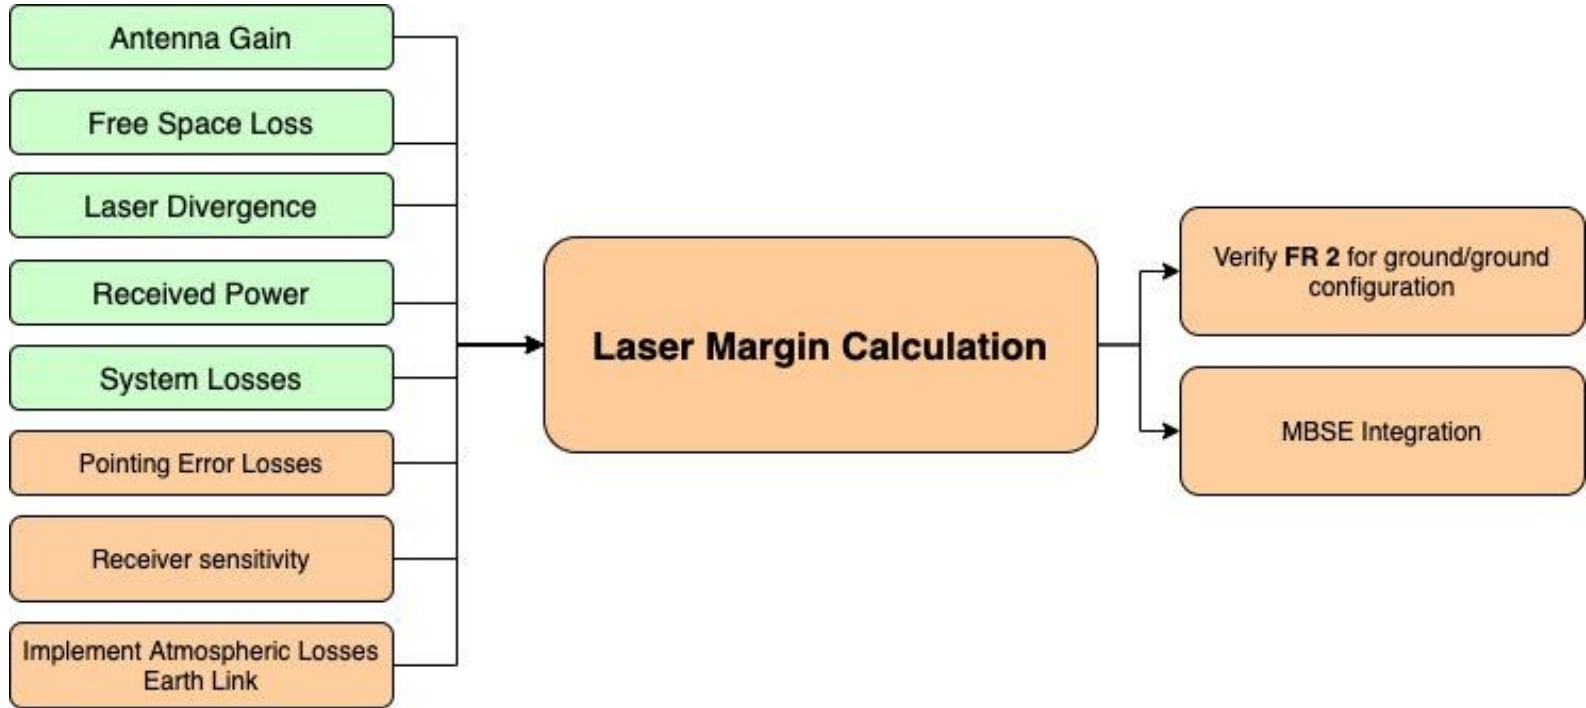 Antenna Gain
Free Space Loss
Laser Divergence
Received Power
System Losses
Pointing Error Losses
Receiver sensitivity
Implement Atmospheric Losses
Earth Link
Laser Margin Calculation
Verify FR 2 for ground/ground
configuration
MBSE Integration